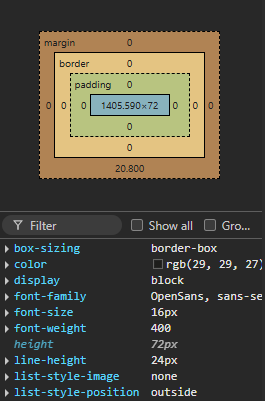 margin 0
border 0
padding 0
0 0 0 1405.590×72 0 0 0
0
0
20.800
Filter Show all Gro...
box-sizing border-box
color rgb(29, 29, 27)
display block
font-family OpenSans, sans-se
font-size 16px
font-weight 400
height 72px
line-height 24px
list-style-image none
list-style-position outside